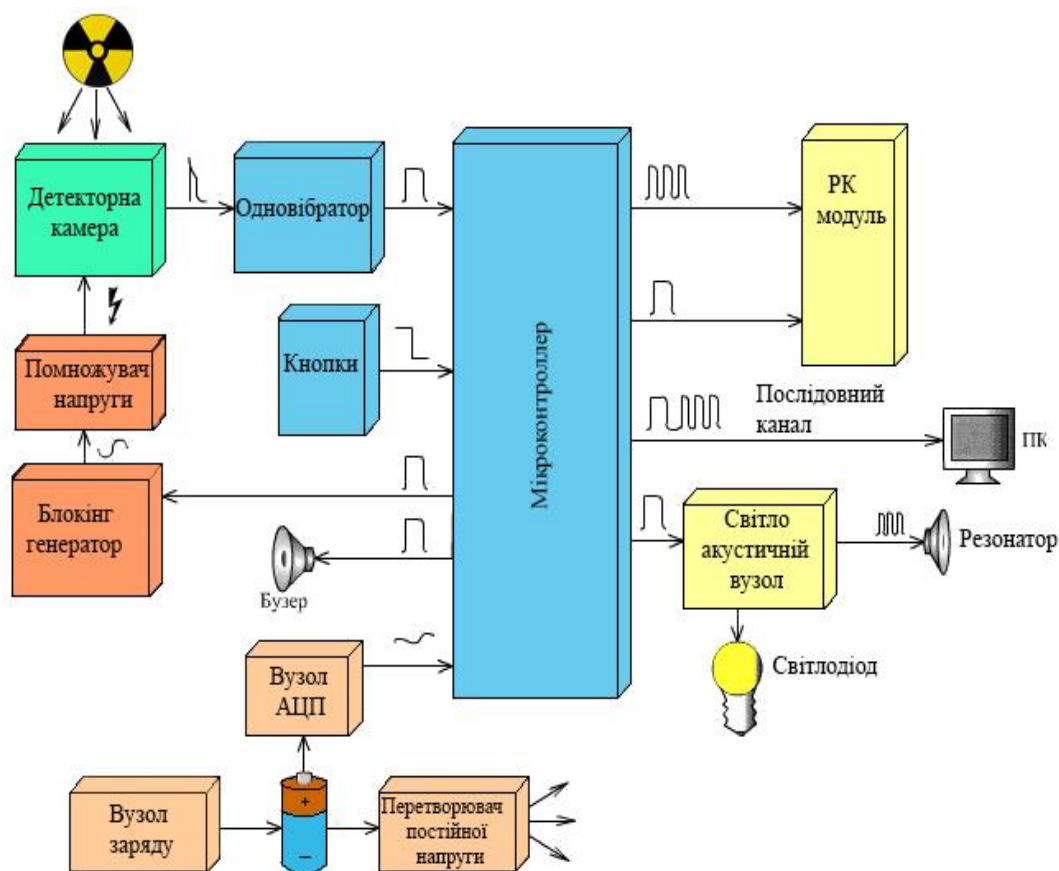 Детекторна
камера
Одновібратор
Мікроконтроллер
РК
модуль
Помножувач
напруги
Кнопки
Послідовний
канал
ПК
Блокінг
генератор
Бузер
Світло
акустичній
вузол
Резонатор
Світлодіод
Вузол
АЦП
Вузол
заряду
+
–
Перетворювач
постійної
напруги